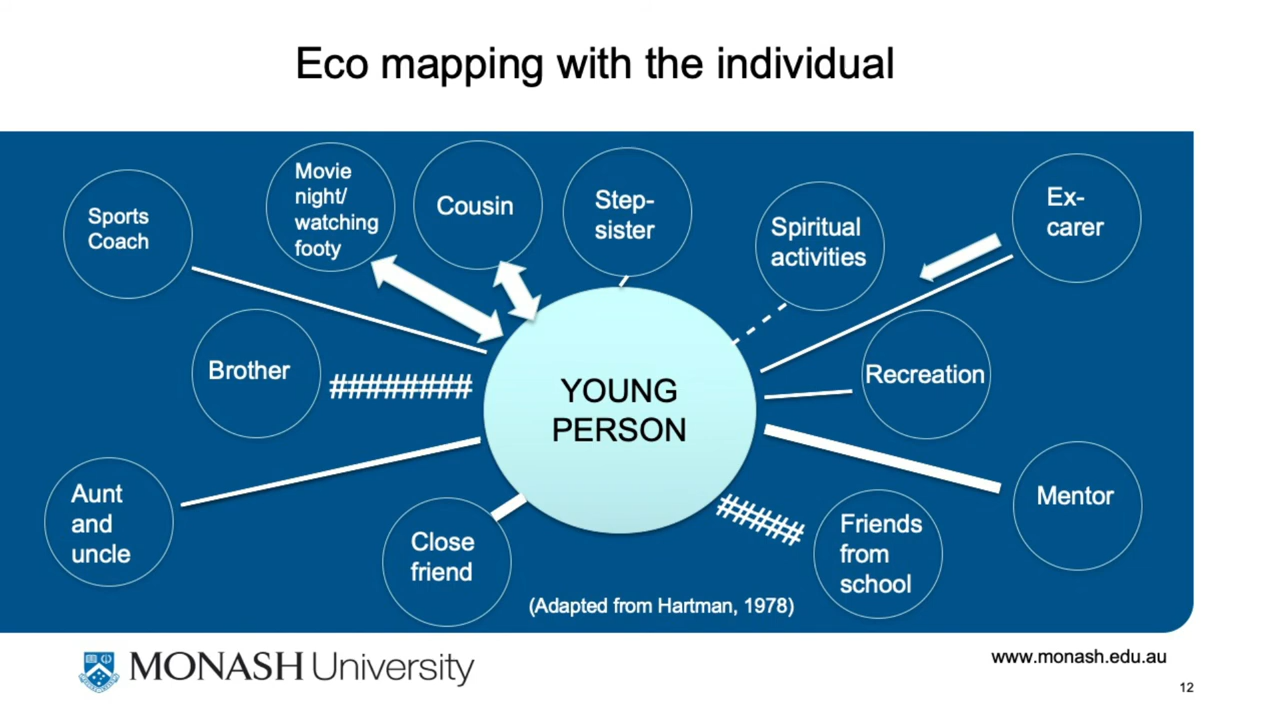 Eco mapping with the individual
Sports
Coach
Movie
night/
watching
footy
Cousin
Step-
sister
Spiritual
activities
Ex-
carer
Brother
########
YOUNG
PERSON
Recreation
Aunt
and
uncle
Close
friend
#####
Friends
from
school
Mentor
(Adapted from Hartman, 1978)
MONASH University
www.monash.edu.au
12